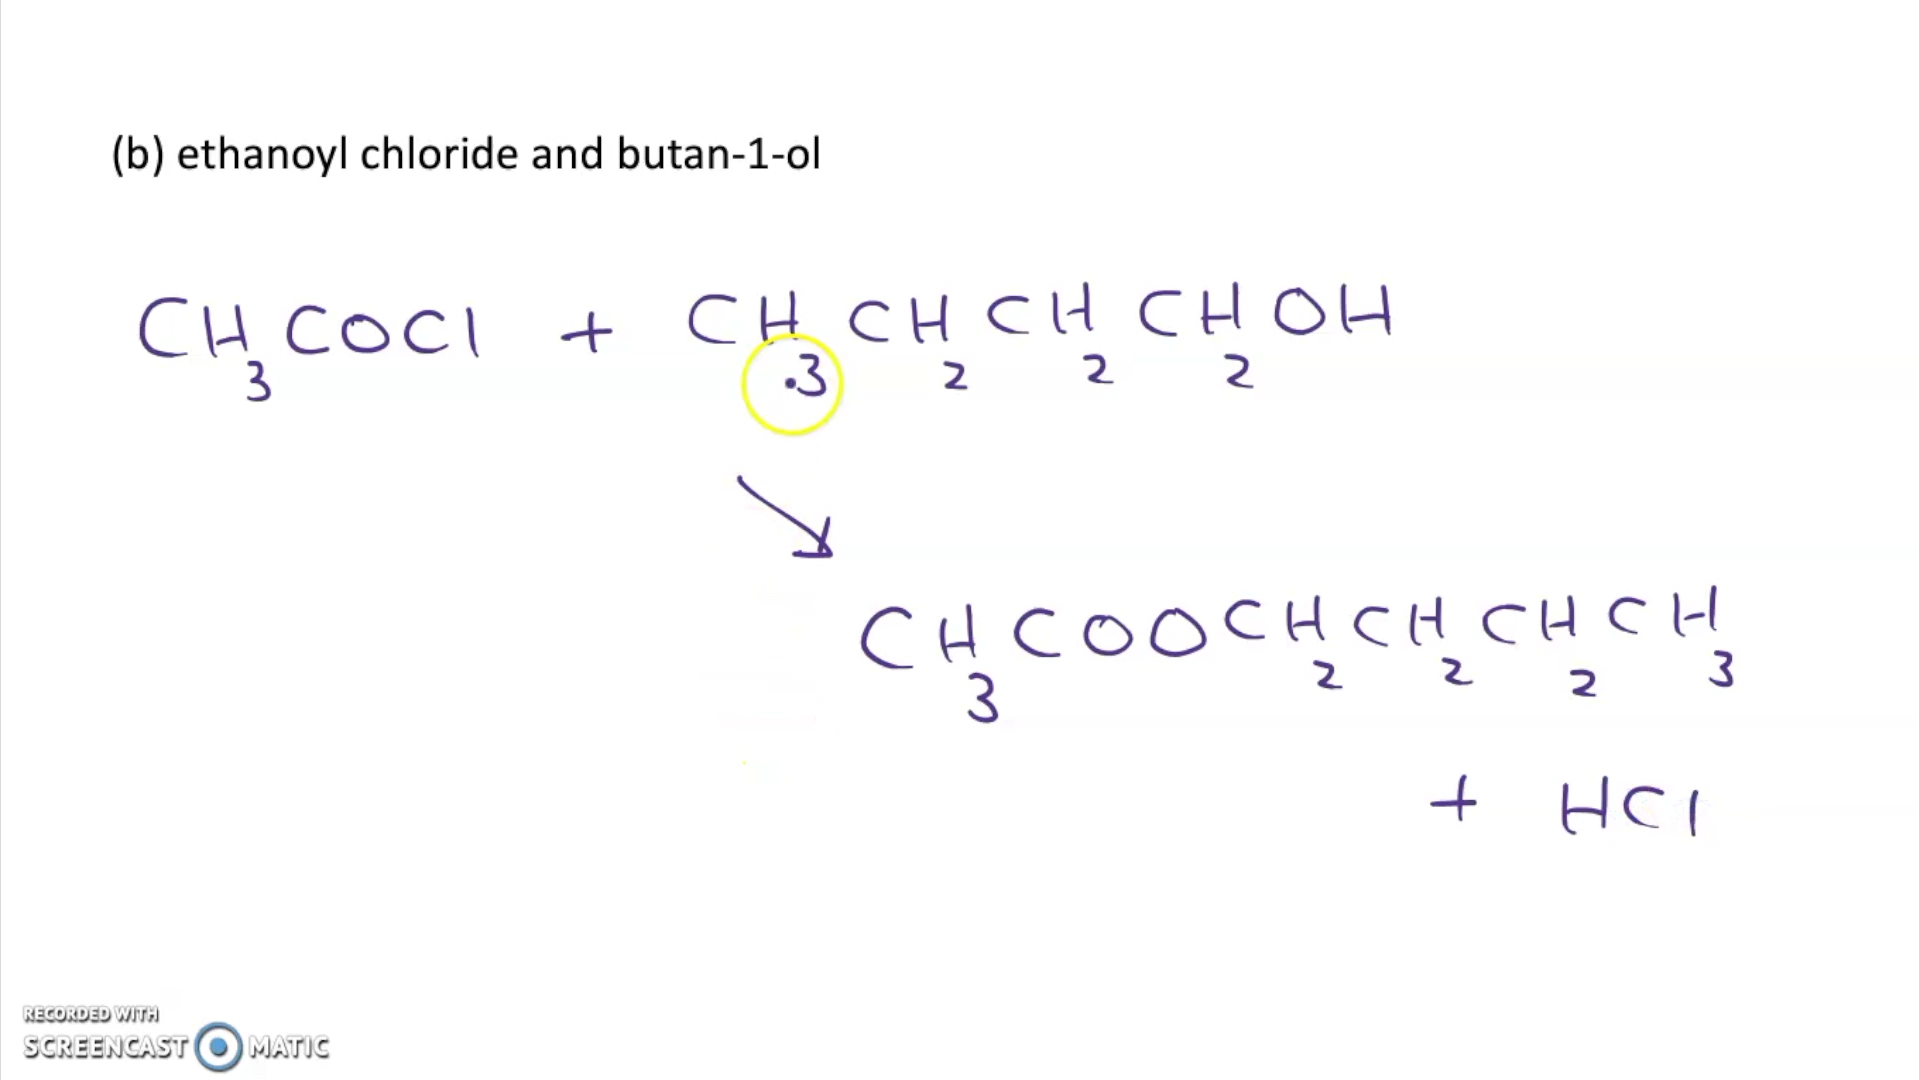 (b) ethanoyl chloride and butan-1-ol
CH₃COCl + CH₃CH₂CH₂CH₂OH
CH₃COOCH₂CH₂CH₂CH₃
+ HCl
RECORDED WITH
SCREENCAST MATIC